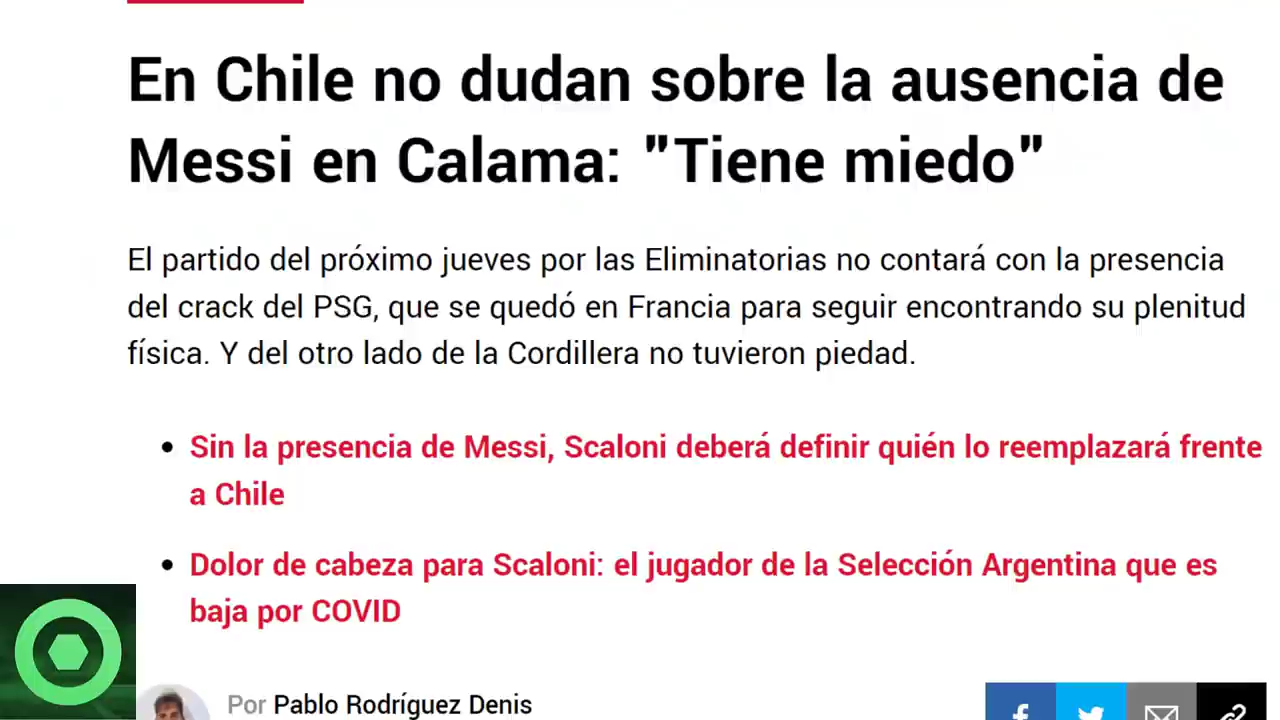 En Chile no dudan sobre la ausencia de
Messi en Calama: "Tiene miedo"
El partido del próximo jueves por las Eliminatorias no contará con la presencia
del crack del PSG, que se quedó en Francia para seguir encontrando su plenitud
física. Y del otro lado de la Cordillera no tuvieron piedad.
• Sin la presencia de Messi, Scaloni deberá definir quién lo reemplazará frente
a Chile
• Dolor de cabeza para Scaloni: el jugador de la Selección Argentina que es
baja por COVID
Por Pablo Rodríguez Denis